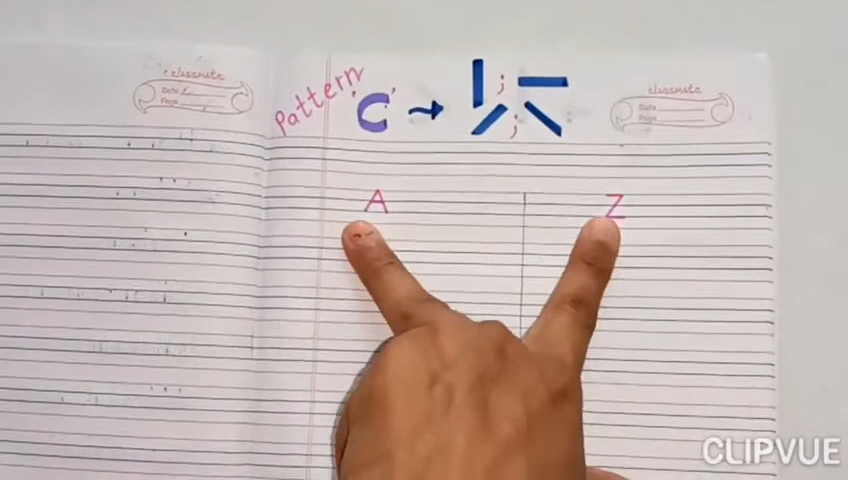 classmate
Date
Page
Pattern
'C' → | ; — / ; \
classmate
Date
Page
A
Z
CLIPVUE